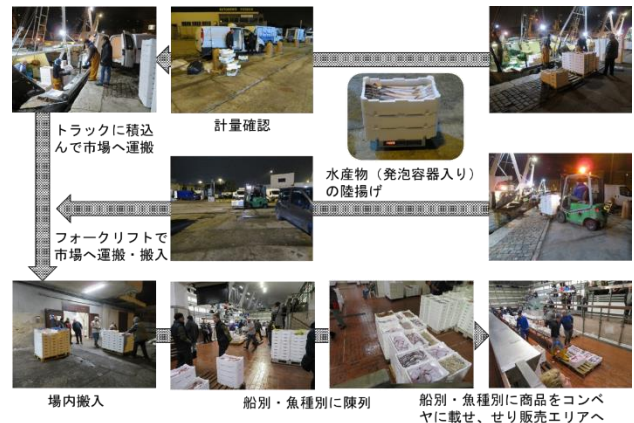 トラックに積込
んで市場へ運搬
計量確認
水産物（発泡容器入り）
の陸揚げ
フォークリフトで
市場へ運搬・搬入
場内搬入
船別・魚種別に陳列
船別・魚種別に商品をコンベ
ヤに載せ、せり販売エリアへ